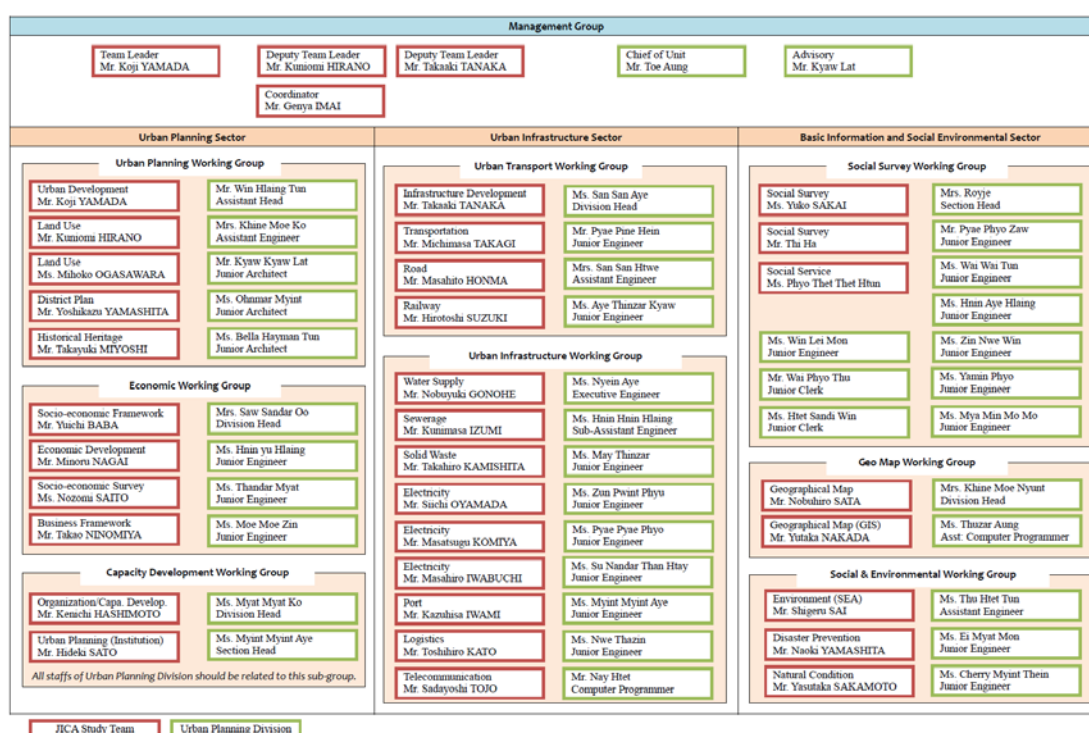 Management Group
Team Leader
Mr. Koji YAMADA
Deputy Team Leader
Mr. Kuniomi HIRANO
Deputy Team Leader
Mr. Takaaki TANAKA
Chief of Unit
Mr. Toe Aung
Advisory
Mr. Kyaw Lat
Coordinator
Mr. Genya IMAI
Urban Planning Sector
Urban Planning Working Group
Urban Development
Mr. Koji YAMADA
Mr. Win Hlaing Tun
Assistant Head
Land Use
Mr. Kuniomi HIRANO
Mrs. Khine Moe Ko
Assistant Engineer
Land Use
Ms. Mihoko OGASAWARA
Mr. Kyaw Kyaw Lat
Junior Architect
District Plan
Mr. Yoshikazu YAMASHITA
Ms. Ohnmar Myint
Junior Architect
Historical Heritage
Mr. Takayuki MIYOSHI
Ms. Bella Hayman Tun
Junior Architect
Economic Working Group
Socio-economic Framework
Mr. Yuichi BABA
Mrs. Saw Sandar Oo
Division Head
Economic Development
Mr. Minoru NAGAI
Ms. Hnin yu Hlaing
Junior Engineer
Socio-economic Survey
Ms. Nozomi SAITO
Ms. Thandar Myat
Junior Engineer
Business Framework
Mr. Takao NINOMIYA
Ms. Moe Moe Zin
Junior Engineer
Capacity Development Working Group
Organization/Capa. Develop.
Mr. Kenichi HASHIMOTO
Ms. Myat Myat Ko
Division Head
Urban Planning (Institution)
Mr. Hideki SATO
Ms. Myint Myint Aye
Section Head
All staffs of Urban Planning Division should be related to this sub-group.
Urban Infrastructure Sector
Urban Transport Working Group
Infrastructure Development
Mr. Takaaki TANAKA
Ms. San San Aye
Division Head
Transportation
Mr. Michimasa TAKAGI
Mr. Pyae Pine Hein
Junior Engineer
Road
Mr. Masahito HONMA
Mrs. San San Htwe
Assistant Engineer
Railway
Mr. Hirotoshi SUZUKI
Ms. Aye Thinzar Kyaw
Junior Engineer
Urban Infrastructure Working Group
Water Supply
Mr. Nobuyuki GONOHE
Ms. Nyein Aye
Executive Engineer
Sewerage
Mr. Kunimasa IZUMI
Ms. Hnin Hnin Hlaing
Sub-Assistant Engineer
Solid Waste
Mr. Takahiro KAMISHITA
Ms. May Thinzar
Junior Engineer
Electricity
Mr. Siichi OYAMADA
Ms. Zun Pwint Phyu
Junior Engineer
Electricity
Mr. Masatsugu KOMIYA
Ms. Pyae Pyae Phyo
Junior Engineer
Electricity
Mr. Masahiro IWABUCHI
Ms. Su Nandar Than Htay
Junior Engineer
Port
Mr. Kazuhisa IWAMI
Ms. Myint Myint Aye
Junior Engineer
Logistics
Mr. Toshihiro KATO
Ms. Nwe Thazin
Junior Engineer
Telecommunication
Mr. Sadayoshi TOJO
Mr. Nay Htet
Computer Programmer
Basic Information and Social Environmental Sector
Social Survey Working Group
Social Survey
Ms. Yuko SAKAI
Mrs. Royje
Section Head
Social Survey
Mr. Thi Ha
Mr. Pyae Phyo Zaw
Junior Engineer
Social Service
Ms. Phyo Thet Thet Htun
Ms. Wai Wai Tun
Junior Engineer
Ms. Hnin Aye Hlaing
Junior Engineer
Ms. Win Lei Mon
Junior Engineer
Ms. Zin Nwe Win
Junior Engineer
Mr. Wai Phyo Thu
Junior Clerk
Ms. Yamin Phyo
Junior Engineer
Ms. Htet Sandi Win
Junior Clerk
Ms. Mya Min Mo Mo
Junior Engineer
Geo Map Working Group
Geographical Map
Mr. Nobuhiro SATA
Mrs. Khine Moe Nyunt
Division Head
Geographical Map (GIS)
Mr. Yutaka NAKADA
Ms. Thuzar Aung
Asst: Computer Programmer
Social & Environmental Working Group
Environment (SEA)
Mr. Shigeru SAI
Ms. Thu Htet Tun
Assistant Engineer
Disaster Prevention
Mr. Naoki YAMASHITA
Ms. Ei Myat Mon
Junior Engineer
Natural Condition
Mr. Yasutaka SAKAMOTO
Ms. Cherry Myint Thein
Junior Engineer
JICA Study Team
Urban Planning Division